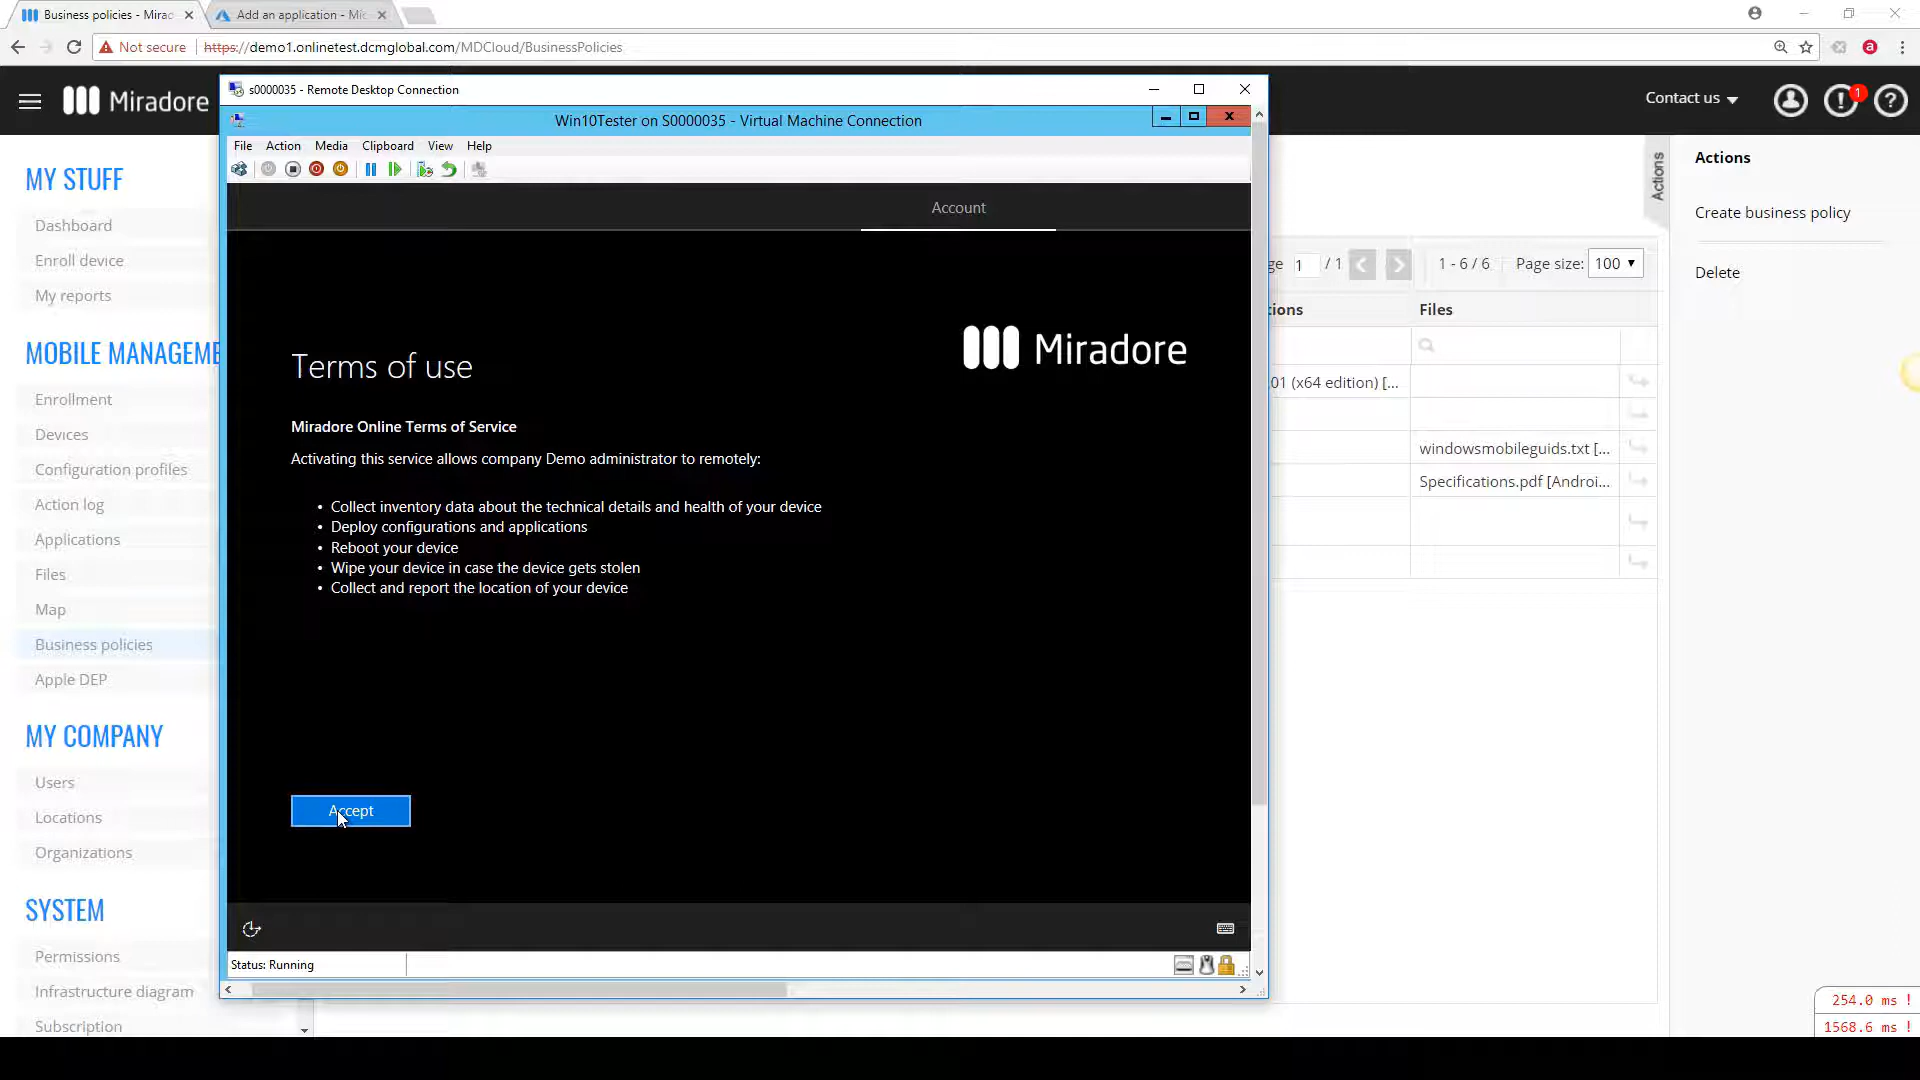 Business policies - Mirac
Add an application - Mic
Not secure
https://demo1.onlinetest.dcmglobal.com/MDCloud/BusinessPolicies
Miradore
Contact us
1
MY STUFF
Dashboard
Enroll device
My reports
MOBILE MANAGEME
Enrollment
Devices
Configuration profiles
Action log
Applications
Files
Map
Business policies
Apple DEP
MY COMPANY
Users
Locations
Organizations
SYSTEM
Permissions
Infrastructure diagram
Subscription
s0000035 - Remote Desktop Connection
Win10Tester on S0000035 - Virtual Machine Connection
File Action Media Clipboard View Help
Account
Miradore
Terms of use
Miradore Online Terms of Service
Activating this service allows company Demo administrator to remotely:
• Collect inventory data about the technical details and health of your device
• Deploy configurations and applications
• Reboot your device
• Wipe your device in case the device gets stolen
• Collect and report the location of your device
Accept
Status: Running
ge 1 / 1 1 - 6 / 6 Page size: 100
tions Files
01 (x64 edition) [...
windowsmobileguids.txt [...
Specifications.pdf [Androi...
Actions
Actions
Create business policy
Delete
254.0 ms !
1568.6 ms !